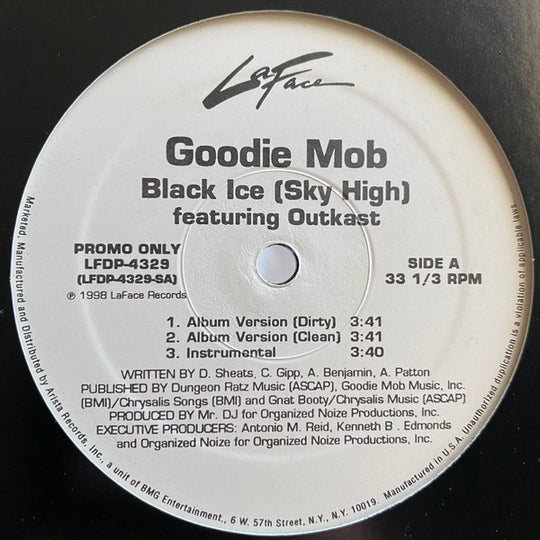 LaFace
Goodie Mob
Black Ice (Sky High)
featuring Outkast
PROMO ONLY
LFDP-4329
(LFDP-4329-SA)
℗ 1998 LaFace Records
SIDE A
33 1/3 RPM
1. Album Version (Dirty) 3:41
2. Album Version (Clean) 3:41
3. Instrumental 3:40
WRITTEN BY D. Sheats, C. Gipp, A. Benjamin, A. Patton
PUBLISHED BY Dungeon Ratz Music (ASCAP), Goodie Mob Music, Inc.
(BMI)/Chrysalis Songs (BMI) and Gnat Booty/Chrysalis Music (ASCAP)
PRODUCED BY Mr. DJ for Organized Noize Productions, Inc.
EXECUTIVE PRODUCERS: Antonio M. Reid, Kenneth B. Edmonds
and Organized Noize for Organized Noize Productions, Inc.
Marketed, Manufactured and Distributed by Arista Records, Inc., a unit of BMG Entertainment., 6 W. 57th Street, N.Y., N.Y. 10019. Manufactured in U.S.A. Unauthorized duplication is a violation of applicable laws.